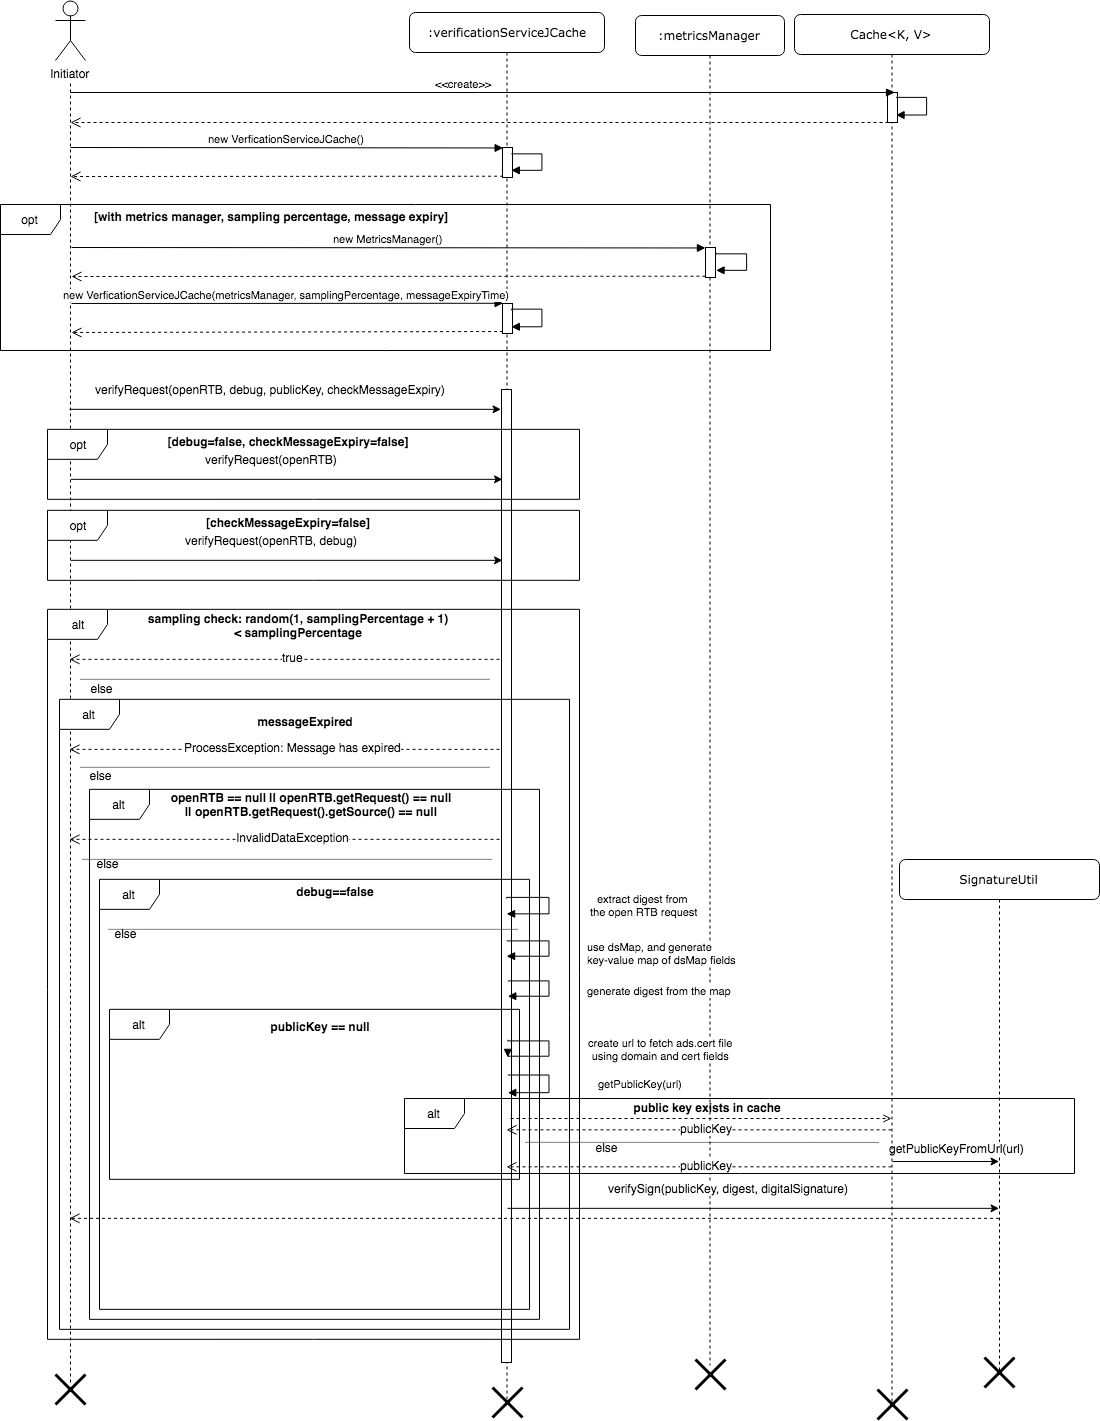 :verificationServiceJCache
:metricsManager
Cache<K, V>
Initiator
<<create>>
new VerficationServiceJCache()
opt
[with metrics manager, sampling percentage, message expiry]
new MetricsManager()
new VerficationServiceJCache(metricsManager, samplingPercentage, messageExpiryTime)
verifyRequest(openRTB, debug, publicKey, checkMessageExpiry)
opt
[debug=false, checkMessageExpiry=false]
verifyRequest(openRTB)
opt
[checkMessageExpiry=false]
verifyRequest(openRTB, debug)
alt
sampling check: random(1, samplingPercentage + 1)
< samplingPercentage
true
else
alt
messageExpired
ProcessException: Message has expired
else
alt
openRTB == null || openRTB.getRequest() == null
|| openRTB.getRequest().getSource() == null
InvalidDataException
else
SignatureUtil
alt
debug==false
extract digest from
the open RTB request
else
use dsMap, and generate
key-value map of dsMap fields
generate digest from the map
alt
publicKey == null
create url to fetch ads.cert file
using domain and cert fields
getPublicKey(url)
alt
public key exists in cache
publicKey
else
getPublicKeyFromUrl(url)
publicKey
verifySign(publicKey, digest, digitalSignature)